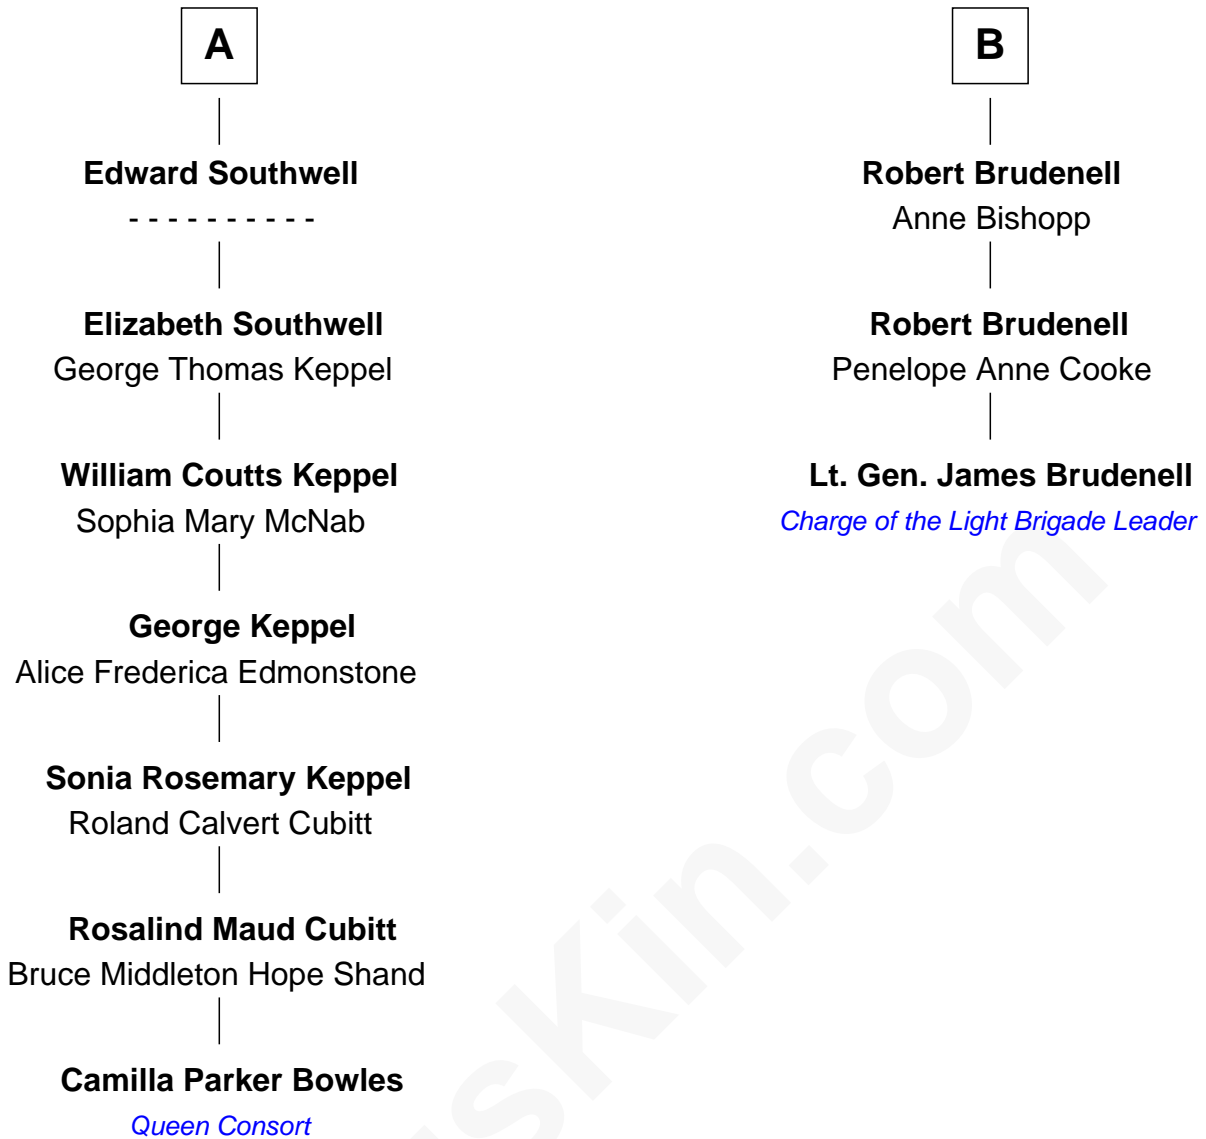 A
Edward Southwell
- - - - - - - - - -
Elizabeth Southwell
George Thomas Keppel
William Coutts Keppel
Sophia Mary McNab
George Keppel
Alice Frederica Edmonstone
Sonia Rosemary Keppel
Roland Calvert Cubitt
Rosalind Maud Cubitt
Bruce Middleton Hope Shand
Camilla Parker Bowles
Queen Consort
B
Robert Brudenell
Anne Bishopp
Robert Brudenell
Penelope Anne Cooke
Lt. Gen. James Brudenell
Charge of the Light Brigade Leader
sKin.com